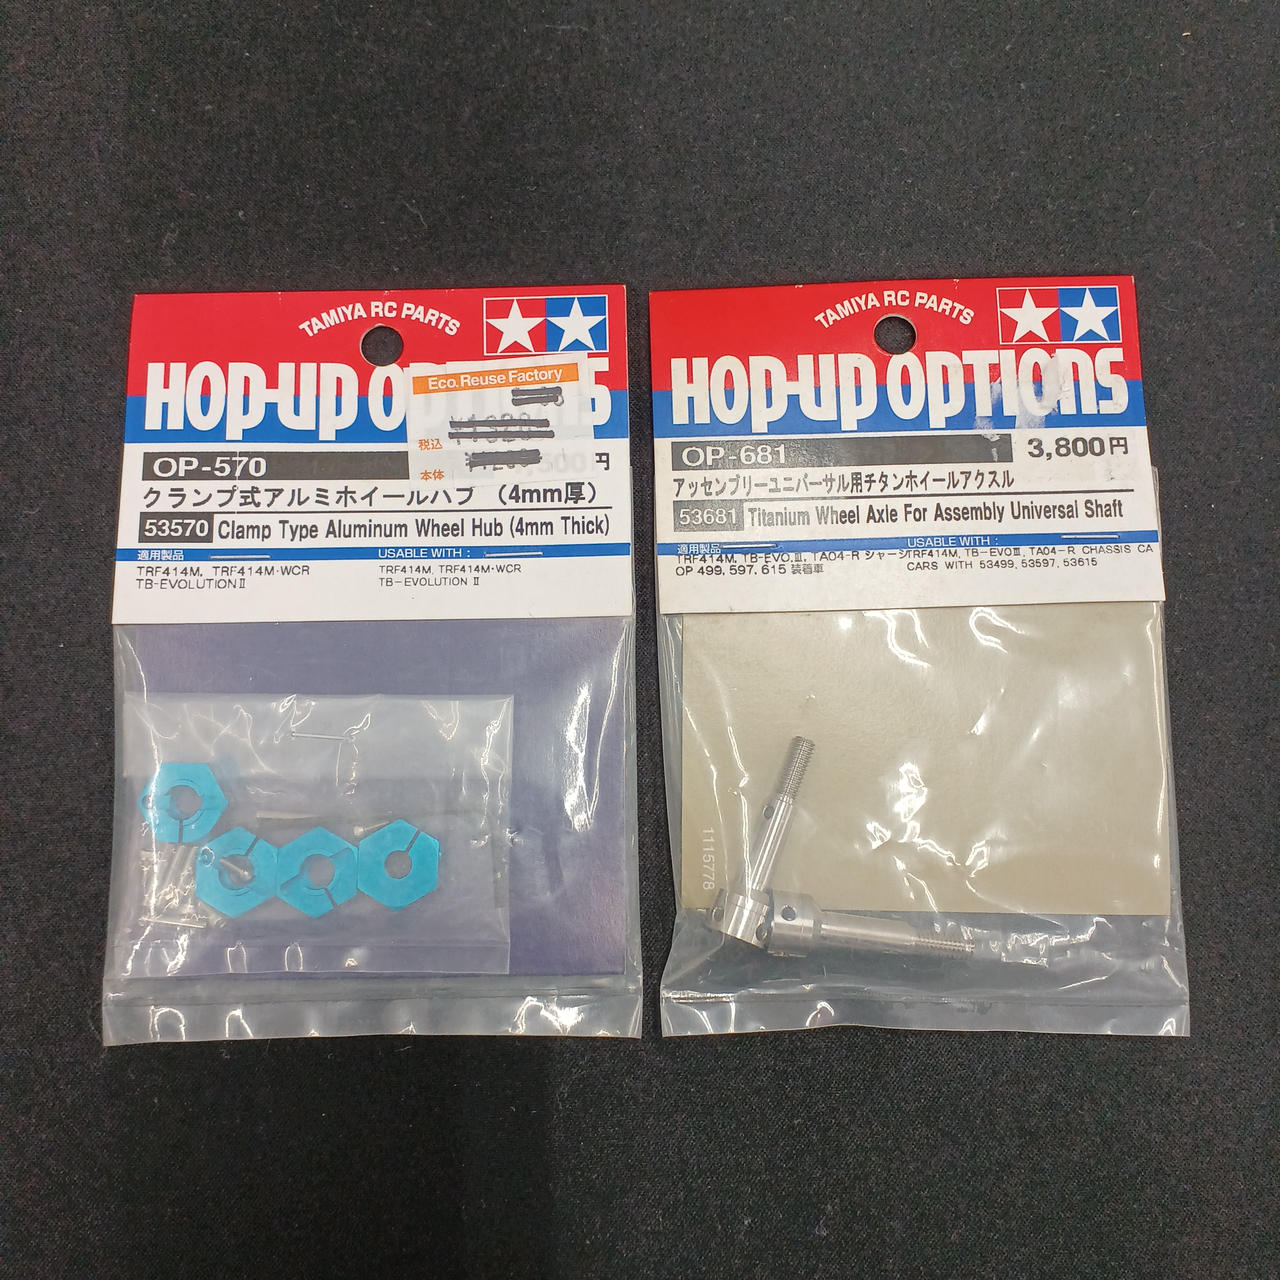 TAMIYA RC PARTS
HOP-UP OPTIONS
Eco.Reuse Factory
税込
本体
OP-570
円
クランプ式アルミホイールハブ (4mm厚)
53570 Clamp Type Aluminum Wheel Hub (4mm Thick)
適用製品
TRF414M, TRF414M・WCR
TB-EVOLUTION II
USABLE WITH :
TRF414M, TRF414M・WCR
TB-EVOLUTION II
TAMIYA RC PARTS
HOP-UP OPTIONS
OP-681
3,800円
アッセンブリーユニバーサル用チタンホイールアクスル
53681 Titanium Wheel Axle For Assembly Universal Shaft
適用製品
TRF414M, TB-EVO.III, TA04-R シャーシ
OP 499, 597, 615 装着車
USABLE WITH :
TRF414M, TB-EVOIII, TA04-R CHASSIS CA
CARS WITH 53499, 53597, 53615
1115778